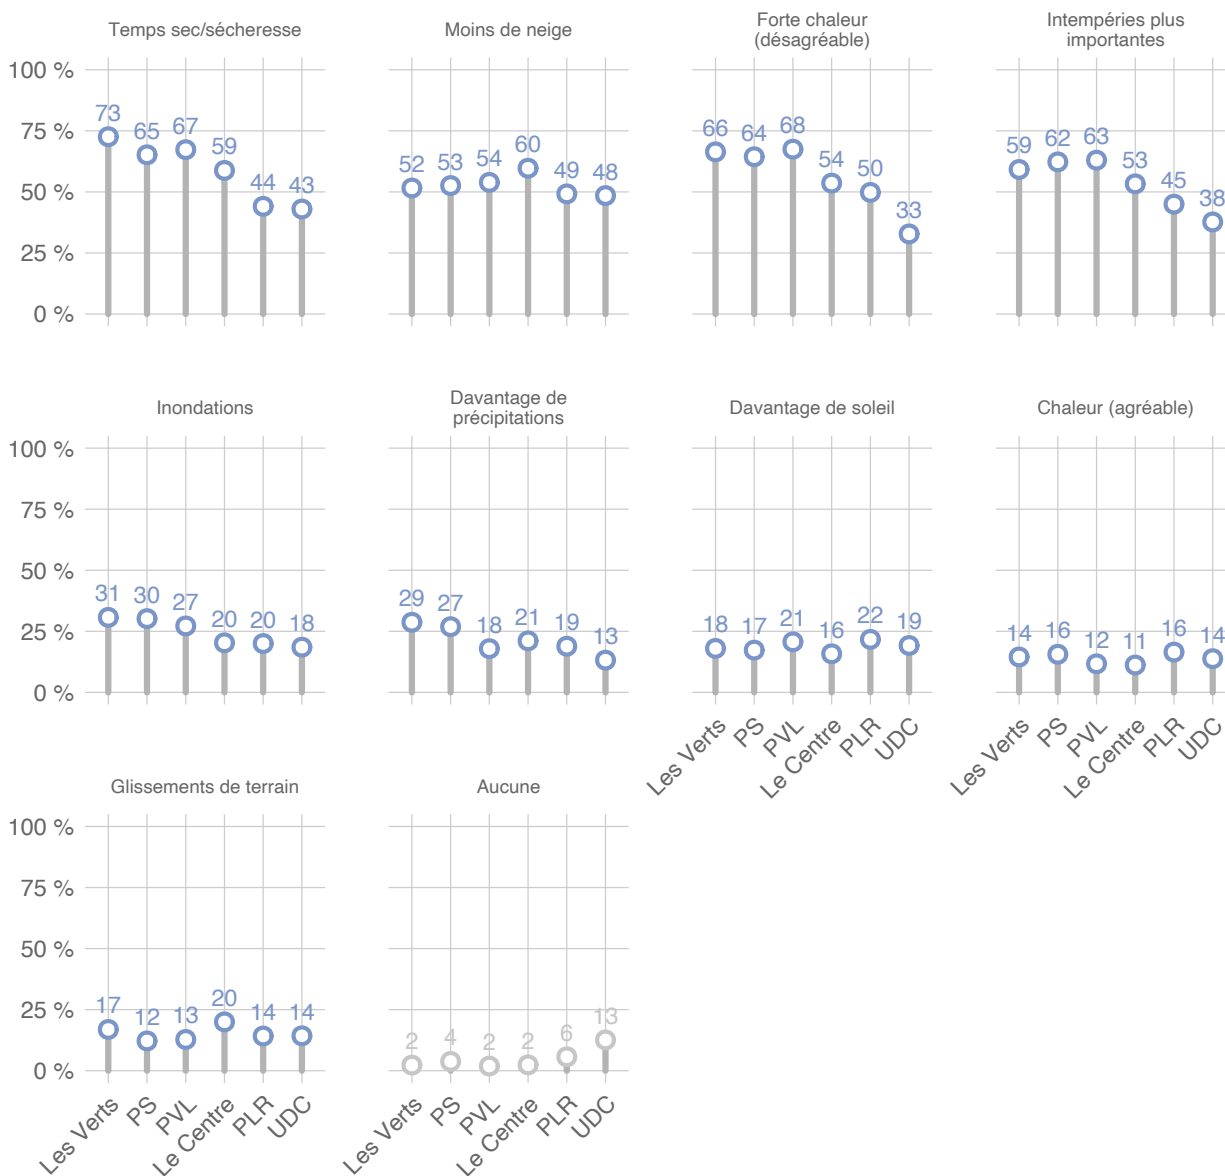 Temps sec/sécheresse
Moins de neige
Forte chaleur
(désagréable)
Intempéries plus
importantes
100 %
75 %
50 %
25 %
0 %
73 65 67 59 44 43
52 53 54 60 49 48
66 64 68 54 50 33
59 62 63 53 45 38
Inondations
Davantage de
précipitations
Davantage de soleil
Chaleur (agréable)
100 %
75 %
50 %
25 %
0 %
31 30 27 20 20 18
29 27 18 21 19 13
18 17 21 16 22 19
14 16 12 11 16 14
Les Verts PS PVL Le Centre PLR UDC
Les Verts PS PVL Le Centre PLR UDC
Glissements de terrain
Aucune
100 %
75 %
50 %
25 %
0 %
17 12 13 20 14 14
2 4 2 2 6 13
Les Verts PS PVL Le Centre PLR UDC
Les Verts PS PVL Le Centre PLR UDC